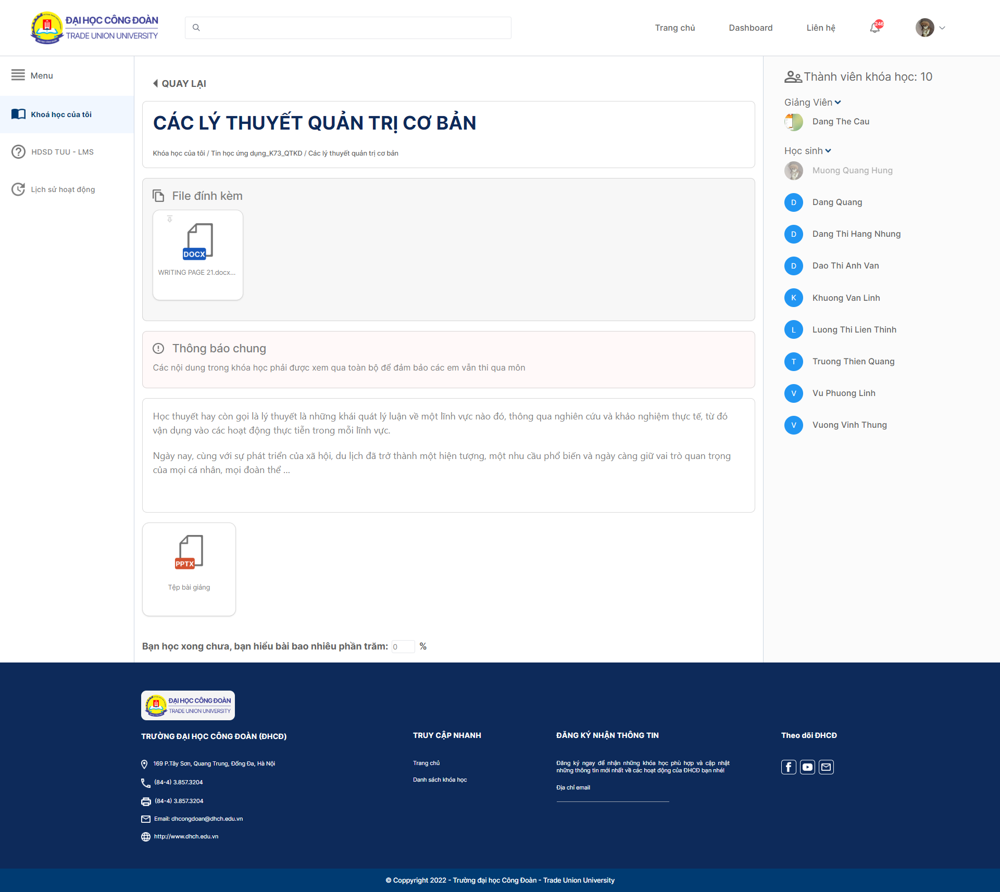 ĐẠI HỌC CÔNG ĐOÀN
TRADE UNION UNIVERSITY
Trang chủ
Dashboard
Liên hệ
246
Menu
Khoá học của tôi
HDSD TUU - LMS
Lịch sử hoạt động
QUAY LẠI
CÁC LÝ THUYẾT QUẢN TRỊ CƠ BẢN
Khóa học của tôi / Tin học ứng dụng_K73_QTKD / Các lý thuyết quản trị cơ bản
File đính kèm
DOCX
WRITING PAGE 21.docx...
Thông báo chung
Các nội dung trong khóa học phải được xem qua toàn bộ để đảm bảo các em vẫn thi qua môn
Học thuyết hay còn gọi là lý thuyết là những khái quát lý luận về một lĩnh vực nào đó, thông qua nghiên cứu và khảo nghiệm thực tế, từ đó
vận dụng vào các hoạt động thực tiễn trong mỗi lĩnh vực.
Ngày nay, cùng với sự phát triển của xã hội, du lịch đã trở thành một hiện tượng, một nhu cầu phổ biến và ngày càng giữ vai trò quan trọng
của mọi cá nhân, mọi đoàn thể ...
PPTX
Tệp bài giảng
Bạn học xong chưa, bạn hiểu bài bao nhiêu phần trăm: 0 %
Thành viên khóa học: 10
Giảng Viên
Dang The Cau
Học sinh
Muong Quang Hung
D Dang Quang
D Dang Thi Hang Nhung
D Dao Thi Anh Van
K Khuong Van Linh
L Luong Thi Lien Thinh
T Truong Thien Quang
V Vu Phuong Linh
V Vuong Vinh Thung
ĐẠI HỌC CÔNG ĐOÀN
TRADE UNION UNIVERSITY
TRƯỜNG ĐẠI HỌC CÔNG ĐOÀN (ĐHCĐ)
169 P.Tây Sơn, Quang Trung, Đống Đa, Hà Nội
(84-4) 3.857.3204
(84-4) 3.857.3204
Email: dhcongdoan@dhch.edu.vn
http://www.dhch.edu.vn
TRUY CẬP NHANH
Trang chủ
Danh sách khóa học
ĐĂNG KÝ NHẬN THÔNG TIN
Đăng ký ngay để nhận những khóa học phù hợp và cập nhật
những thông tin mới nhất về các hoạt động của ĐHCĐ bạn nhé!
Địa chỉ email
Theo dõi ĐHCĐ
© Coppyright 2022 - Trường đại học Công Đoàn - Trade Union University